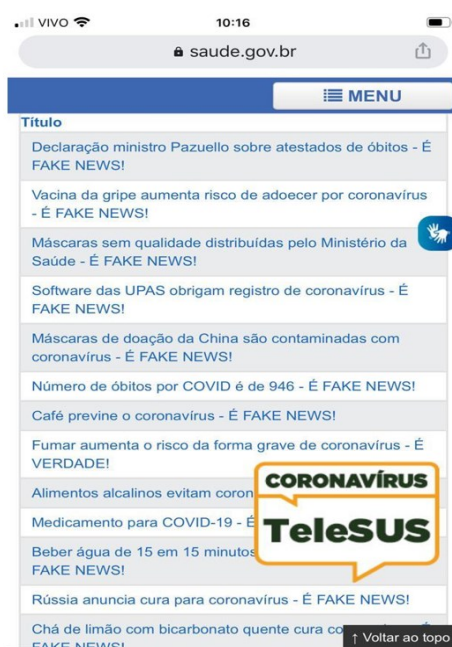 VIVO
10:16
saude.gov.br
MENU
Título
Declaração ministro Pazuello sobre atestados de óbitos - É
FAKE NEWS!
Vacina da gripe aumenta risco de adoecer por coronavírus
- É FAKE NEWS!
Máscaras sem qualidade distribuídas pelo Ministério da
Saúde - É FAKE NEWS!
Software das UPAS obrigam registro de coronavírus - É
FAKE NEWS!
Máscaras de doação da China são contaminadas com
coronavírus - É FAKE NEWS!
Número de óbitos por COVID é de 946 - É FAKE NEWS!
Café previne o coronavírus - É FAKE NEWS!
Fumar aumenta o risco da forma grave de coronavírus - É
VERDADE!
Alimentos alcalinos evitam
Medicamento para COVID-19 - É
Beber água de 15 em 15 minutos
FAKE NEWS!
CORONAVÍRUS
TeleSUS
Rússia anuncia cura para coronavírus - É FAKE NEWS!
Chá de limão com bicarbonato quente cura
FAKE NEWS!
↑ Voltar ao topo